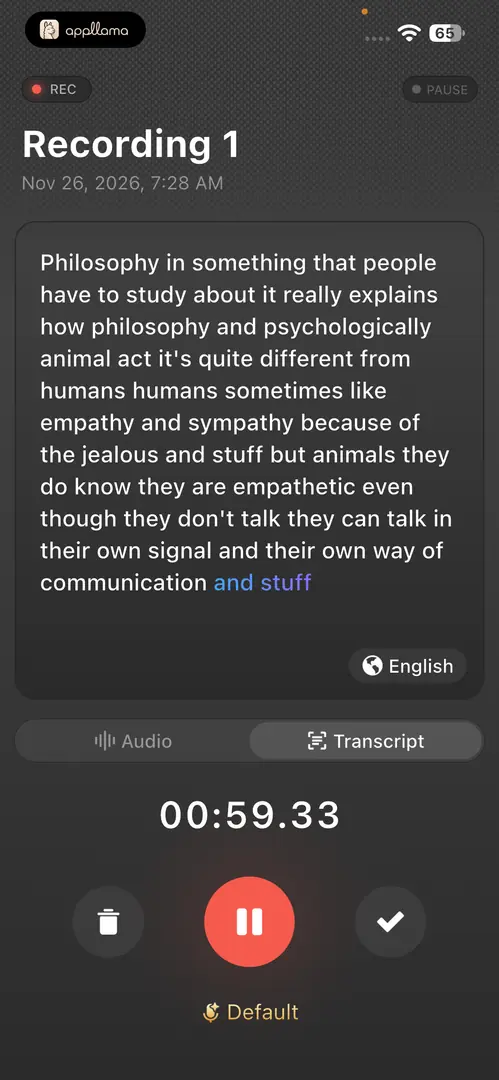 appllama
65
REC
PAUSE
Recording 1
Nov 26, 2026, 7:28 AM
Philosophy in something that people
have to study about it really explains
how philosophy and psychologically
animal act it's quite different from
humans humans sometimes like
empathy and sympathy because of
the jealous and stuff but animals they
do know they are empathetic even
though they don't talk they can talk in
their own signal and their own way of
communication and stuff
English
Audio
Transcript
00:59.33
Default